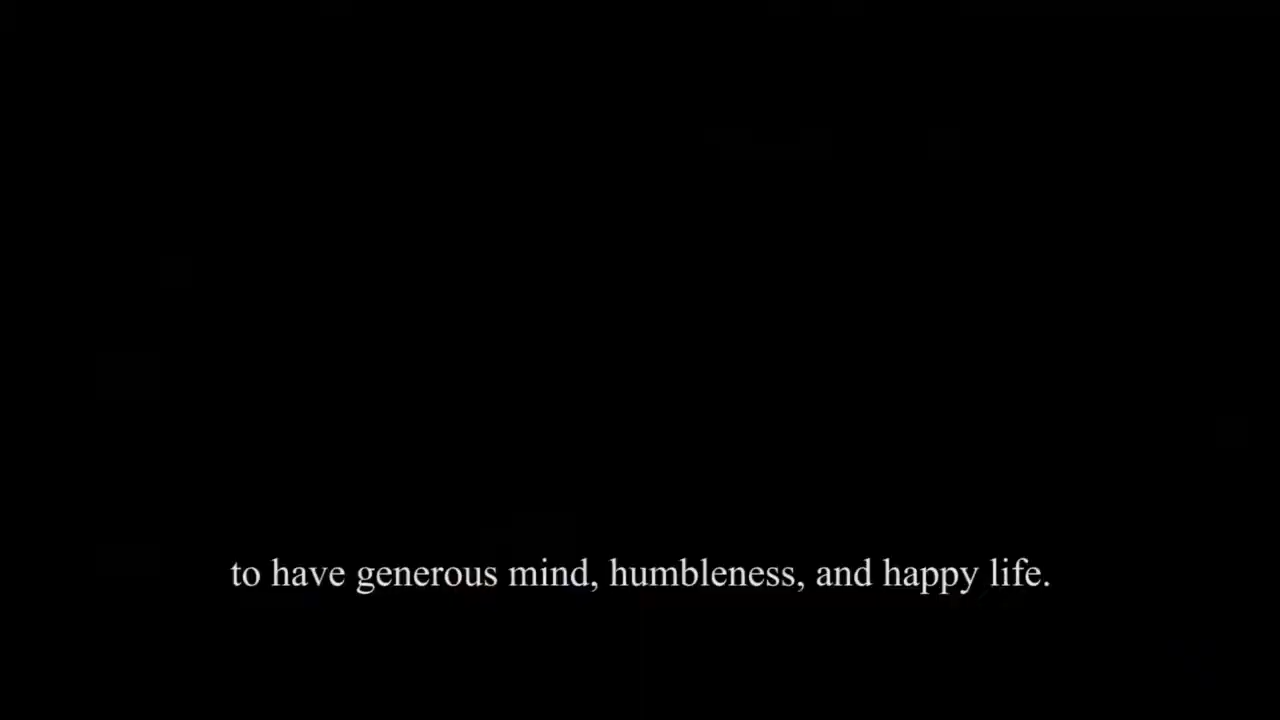 to have generous mind, humbleness, and happy life.